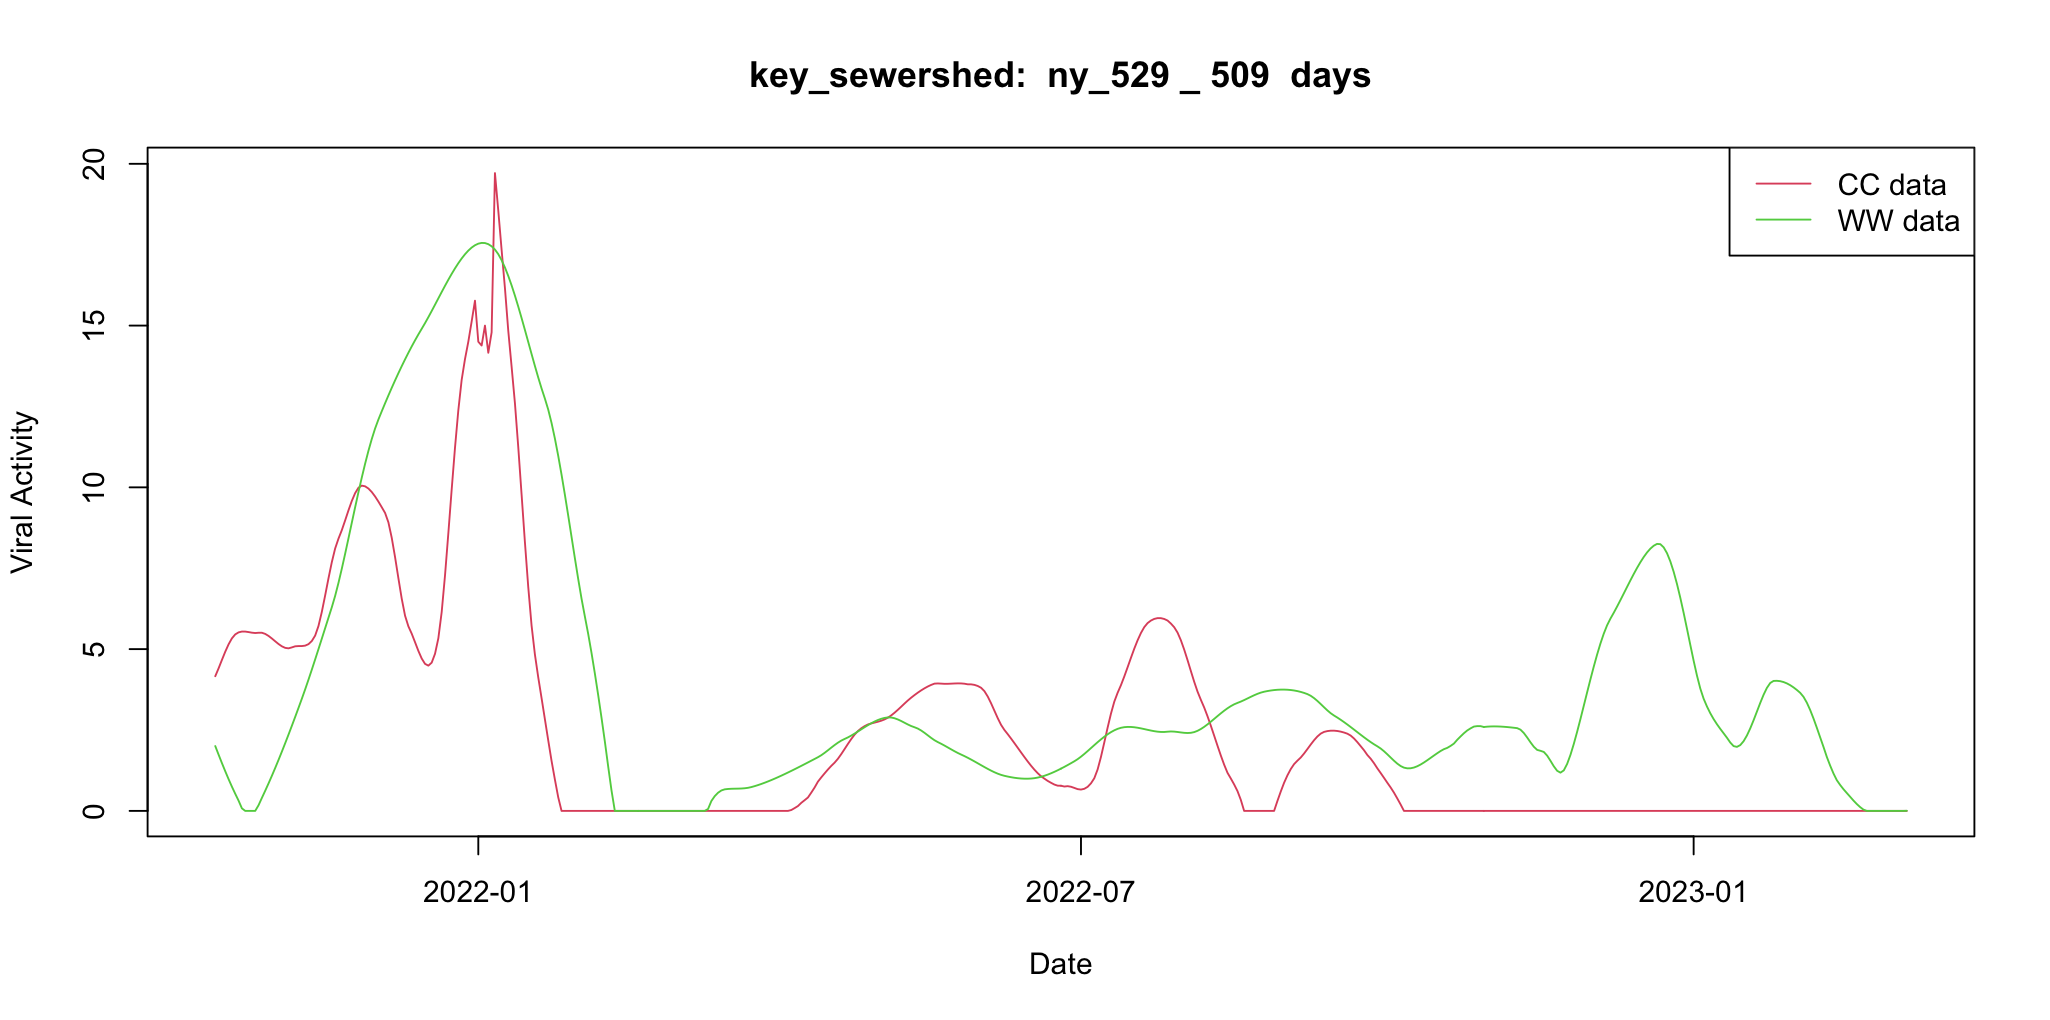 key_sewershed: ny_529 _ 509 days
CC data
WW data
20
15
10
5
0
Viral Activity
2022-01
2022-07
2023-01
Date